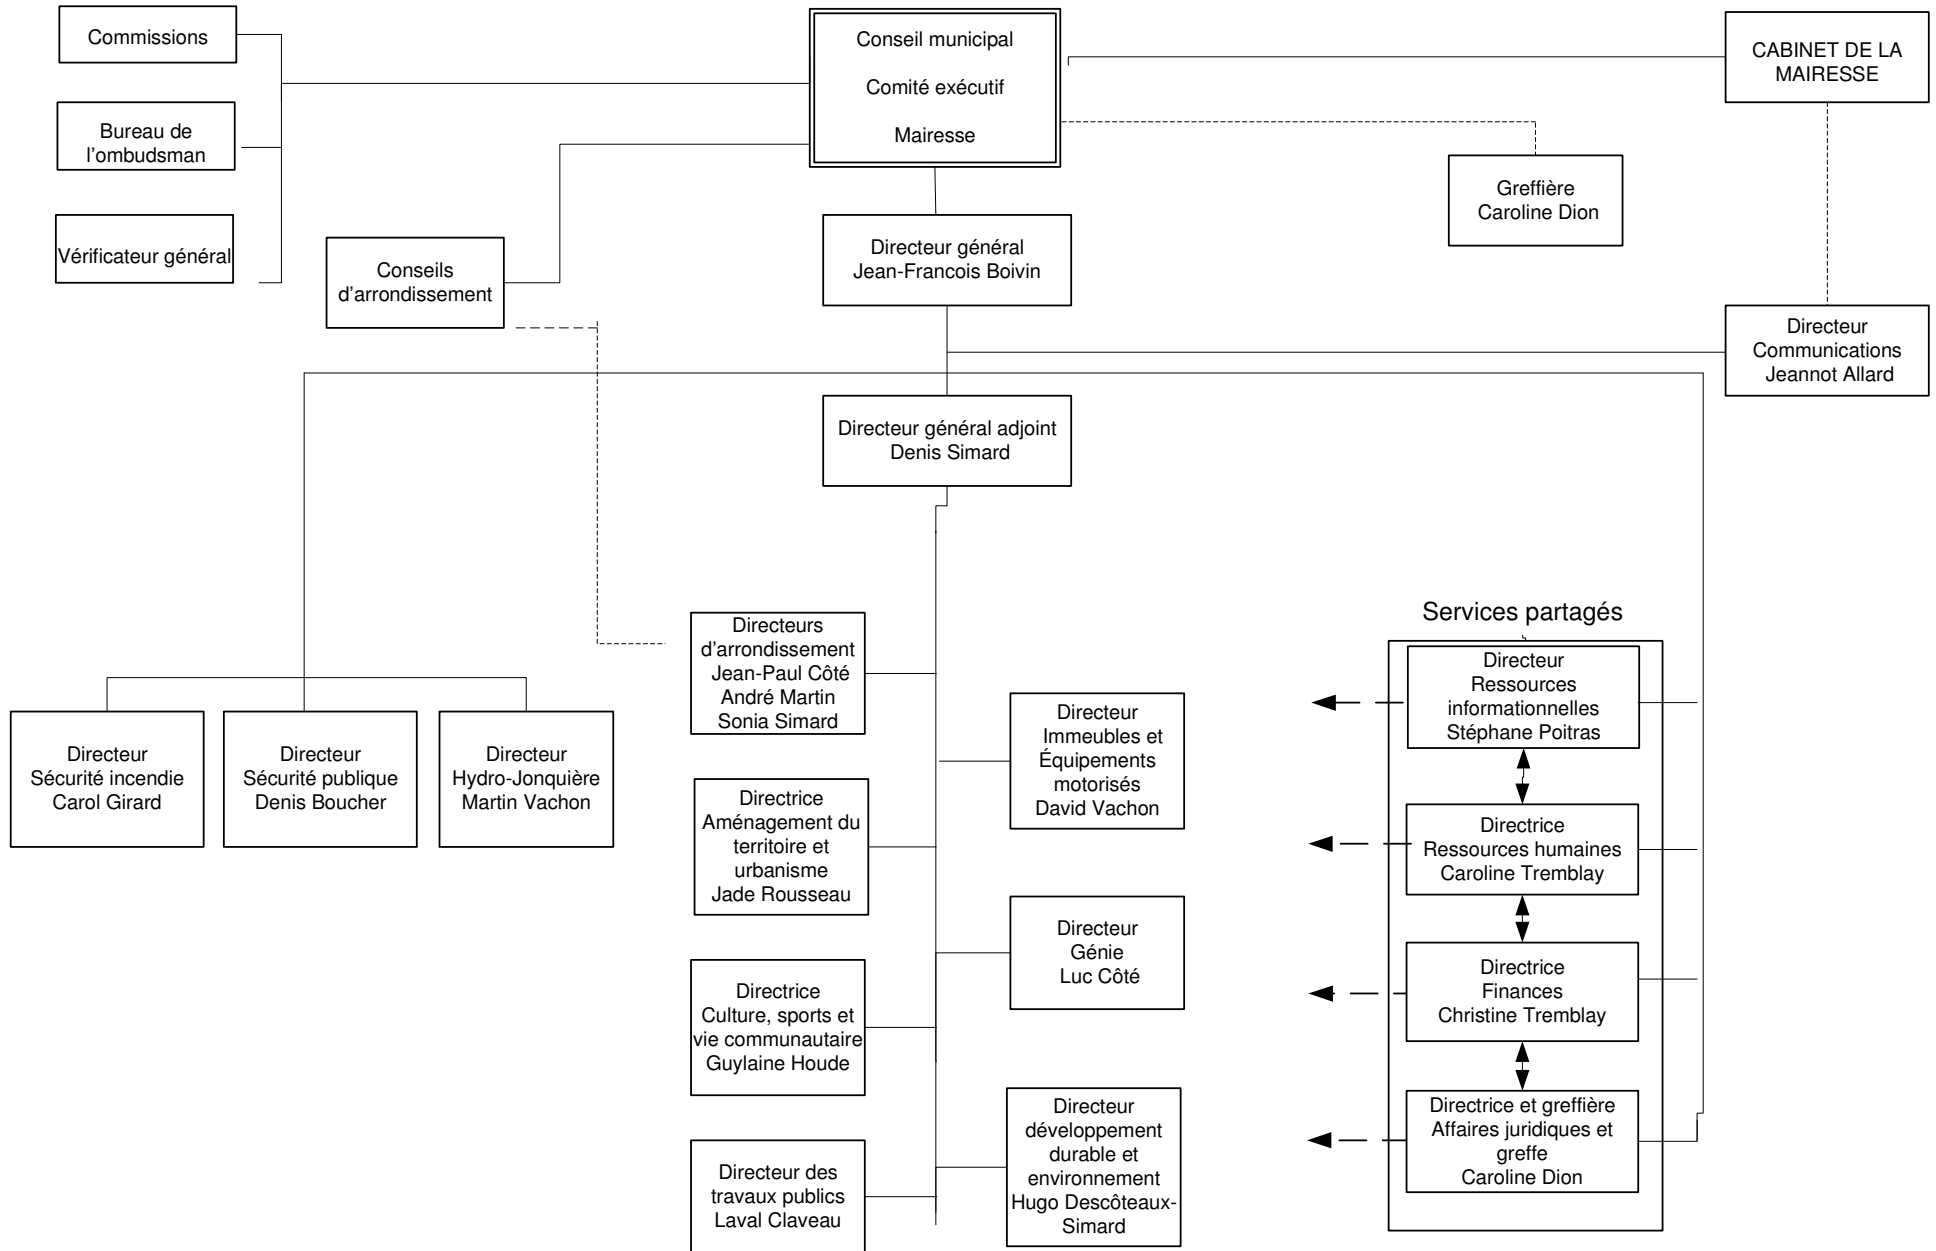 Commissions
Bureau de
l'ombudsman
Vérificateur général
Conseils
d'arrondissement
Conseil municipal
Comité exécutif
Mairesse
CABINET DE LA
MAIRESSE
Greffière
Caroline Dion
Directeur général
Jean-Francois Boivin
Directeur
Communications
Jeannot Allard
Directeur général adjoint
Denis Simard
Directeur
Sécurité incendie
Carol Girard
Directeur
Sécurité publique
Denis Boucher
Directeur
Hydro-Jonquière
Martin Vachon
Directeurs
d'arrondissement
Jean-Paul Côté
André Martin
Sonia Simard
Directrice
Aménagement du
territoire et
urbanisme
Jade Rousseau
Directrice
Culture, sports et
vie communautaire
Guylaine Houde
Directeur des
travaux publics
Laval Claveau
Directeur
Immeubles et
Équipements
motorisés
David Vachon
Directeur
Génie
Luc Côté
Directeur
développement
durable et
environnement
Hugo Descôteaux-
Simard
Services partagés
Directeur
Ressources
informationnelles
Stéphane Poitras
Directrice
Ressources humaines
Caroline Tremblay
Directrice
Finances
Christine Tremblay
Directrice et greffière
Affaires juridiques et
greffe
Caroline Dion